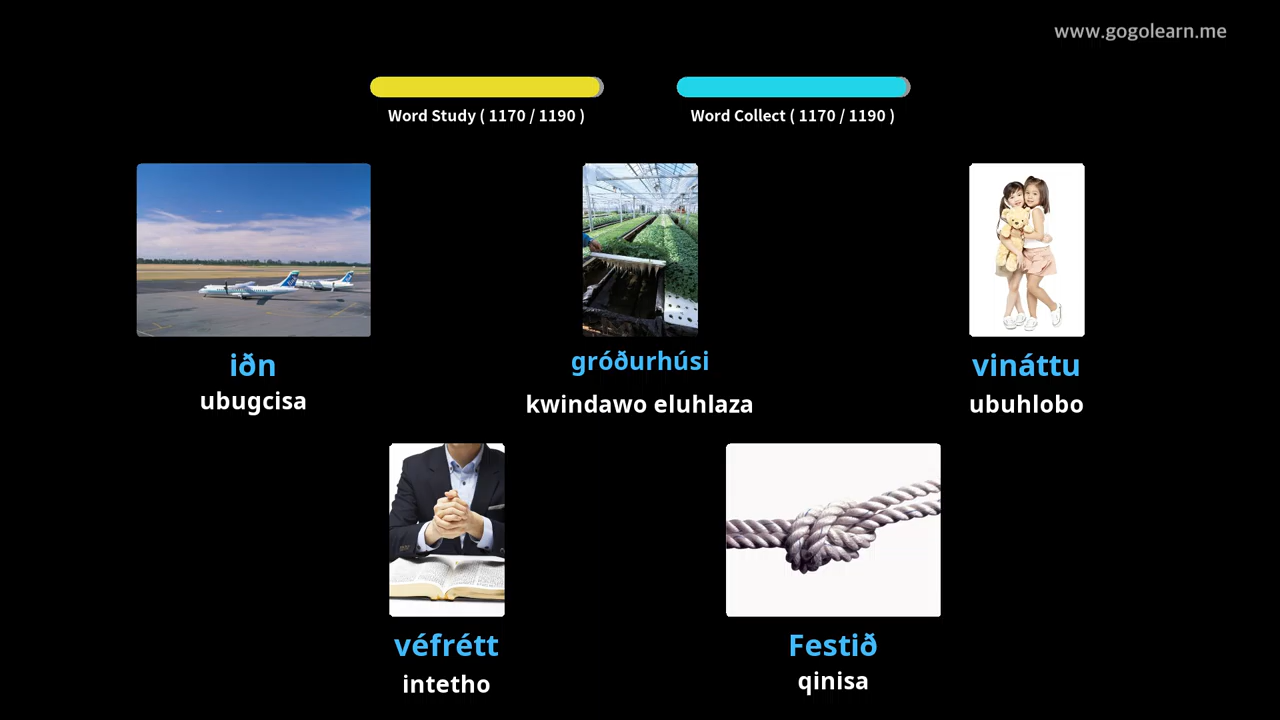 www.gogolearn.me
Word Study ( 1170 / 1190 )
Word Collect ( 1170 / 1190 )
iðn
ubugcisa
gróðurhúsi
kwindawo eluhlaza
vináttu
ubuhlobo
véfrétt
intetho
Festið
qinisa